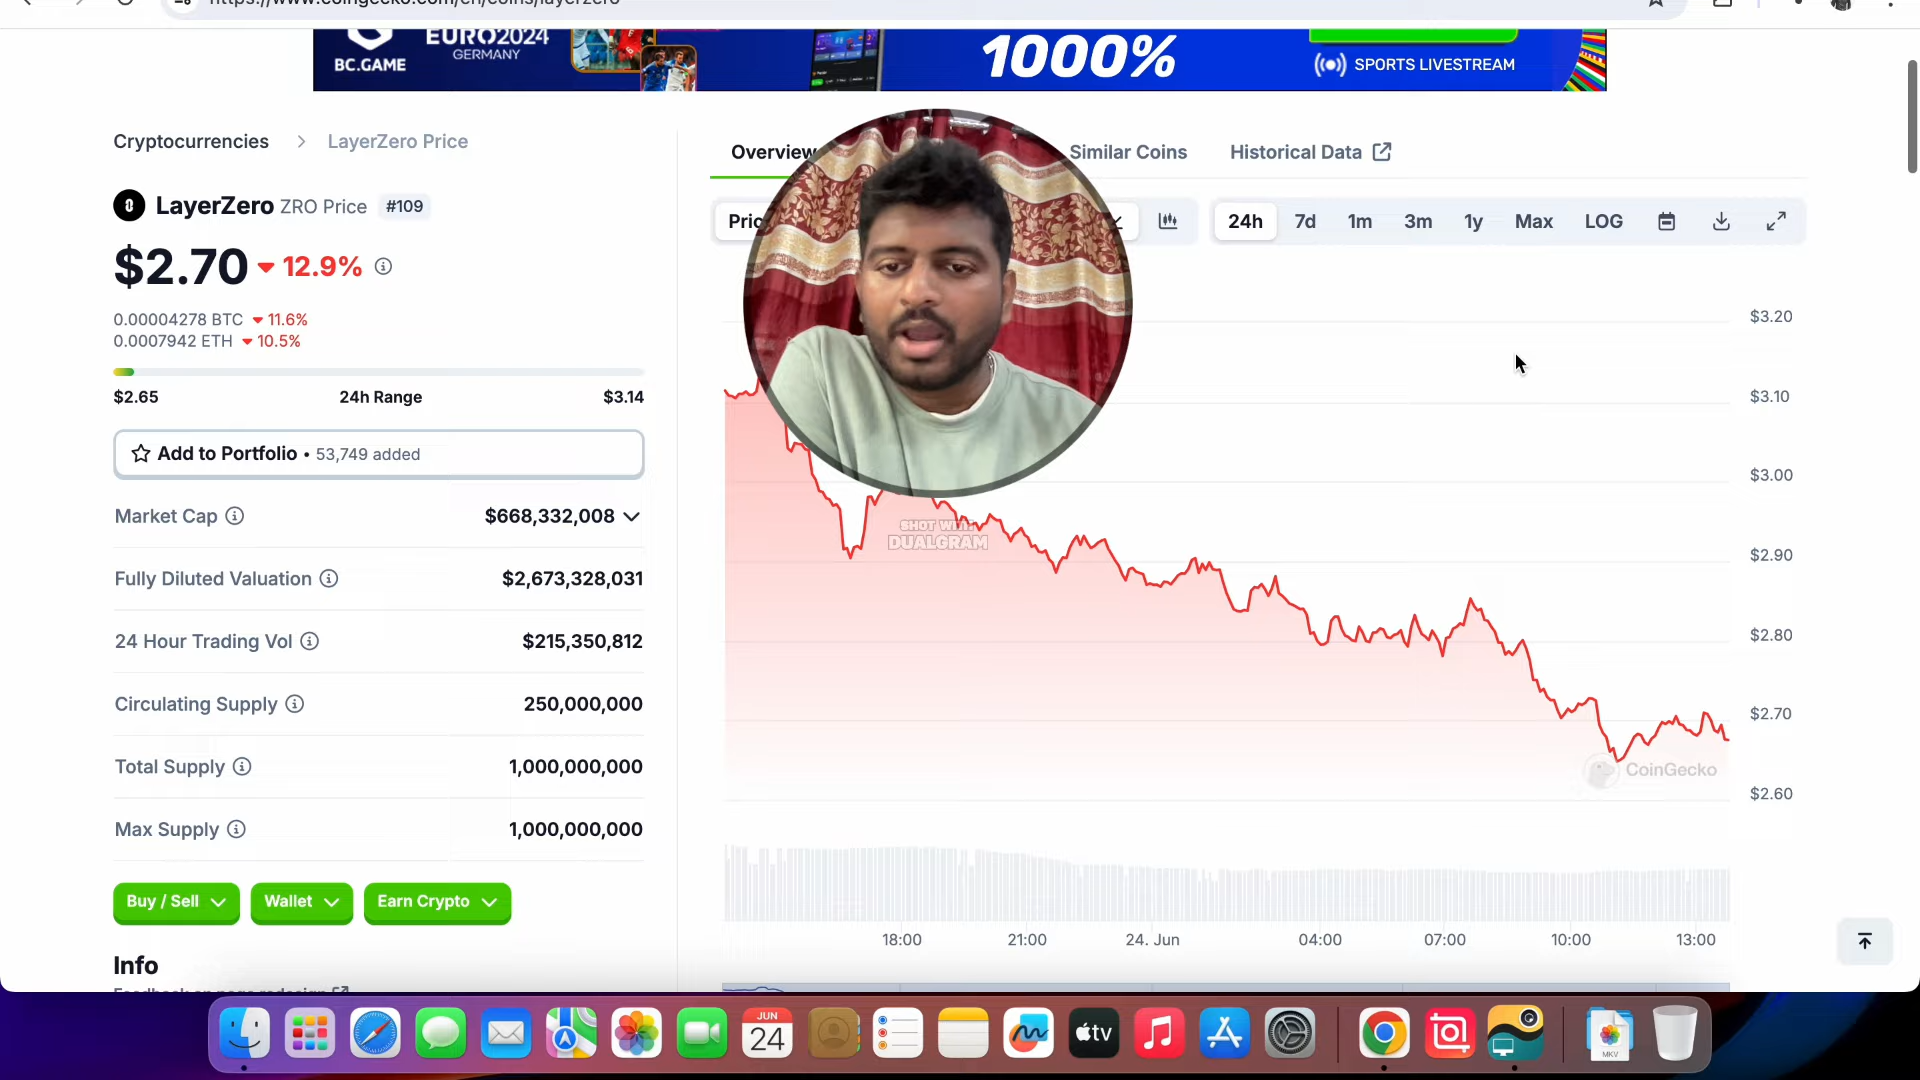 EURO2024
GERMANY
BC.GAME
1000%
SPORTS LIVESTREAM
Cryptocurrencies > LayerZero Price
LayerZero ZRO Price #109
$2.70 12.9%
0.00004278 BTC 11.6%
0.0007942 ETH 10.5%
$2.65 24h Range $3.14
Add to Portfolio • 53,749 added
Market Cap $668,332,008
Fully Diluted Valuation $2,673,328,031
24 Hour Trading Vol $215,350,812
Circulating Supply 250,000,000
Total Supply 1,000,000,000
Max Supply 1,000,000,000
Buy / Sell Wallet Earn Crypto
Info
Overview Similar Coins Historical Data
24h 7d 1m 3m 1y Max LOG
$3.20
$3.10
$3.00
$2.90
$2.80
$2.70
$2.60
SHOT WITH
DUALGRAM
CoinGecko
18:00 21:00 24. Jun 04:00 07:00 10:00 13:00
JUN
24
tv
MKV